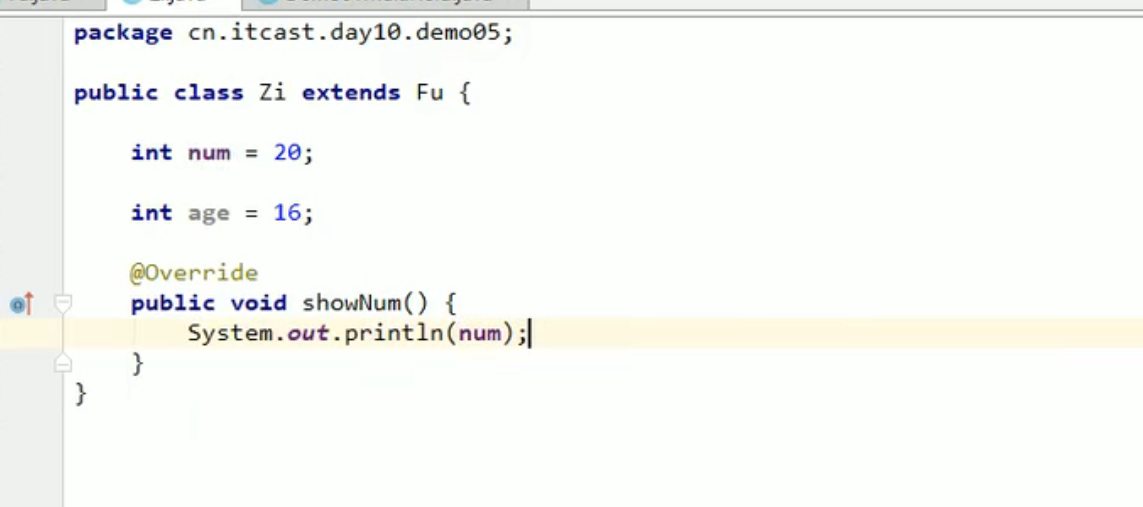 package cn.itcast.day10.demo05;
public class Zi extends Fu {
int num = 20;
int age = 16;
@Override
public void showNum() {
System.out.println(num);
}
}